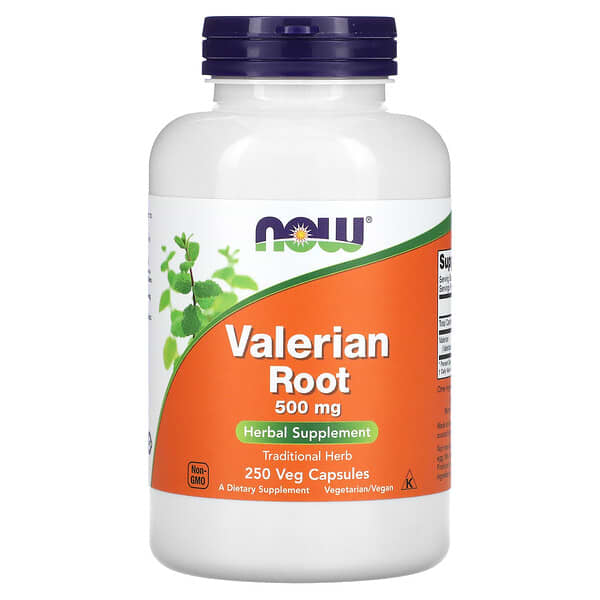 NOW®
Valerian
Root
500 mg
Herbal Supplement
Traditional Herb
250 Veg Capsules
A Dietary Supplement Vegetarian/Vegan
Non-
GMO
K